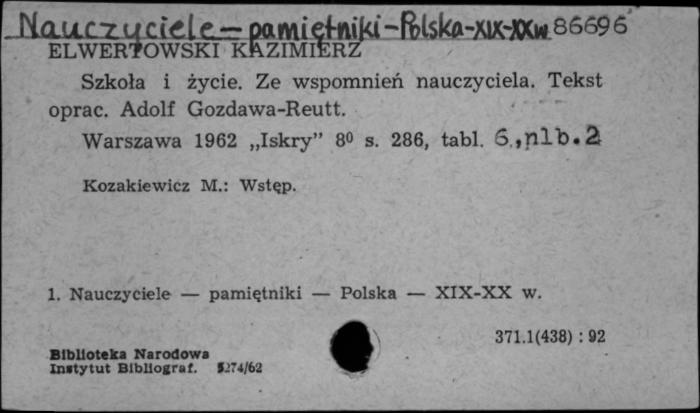 Nauczyciele - pamiętniki - Polska - XIX-XX w 86696
ELWERTOWSKI KAZIMIERZ
Szkoła i życie. Ze wspomnień nauczyciela. Tekst
oprac. Adolf Gozdawa-Reutt.
Warszawa 1962 „Iskry” 8⁰ s. 286, tabl. 6., nlb. 2
Kozakiewicz M.: Wstęp.
1. Nauczyciele — pamiętniki — Polska — XIX-XX w.
371.1(438) : 92
Biblioteka Narodowa
Instytut Bibliograf. 5274/62